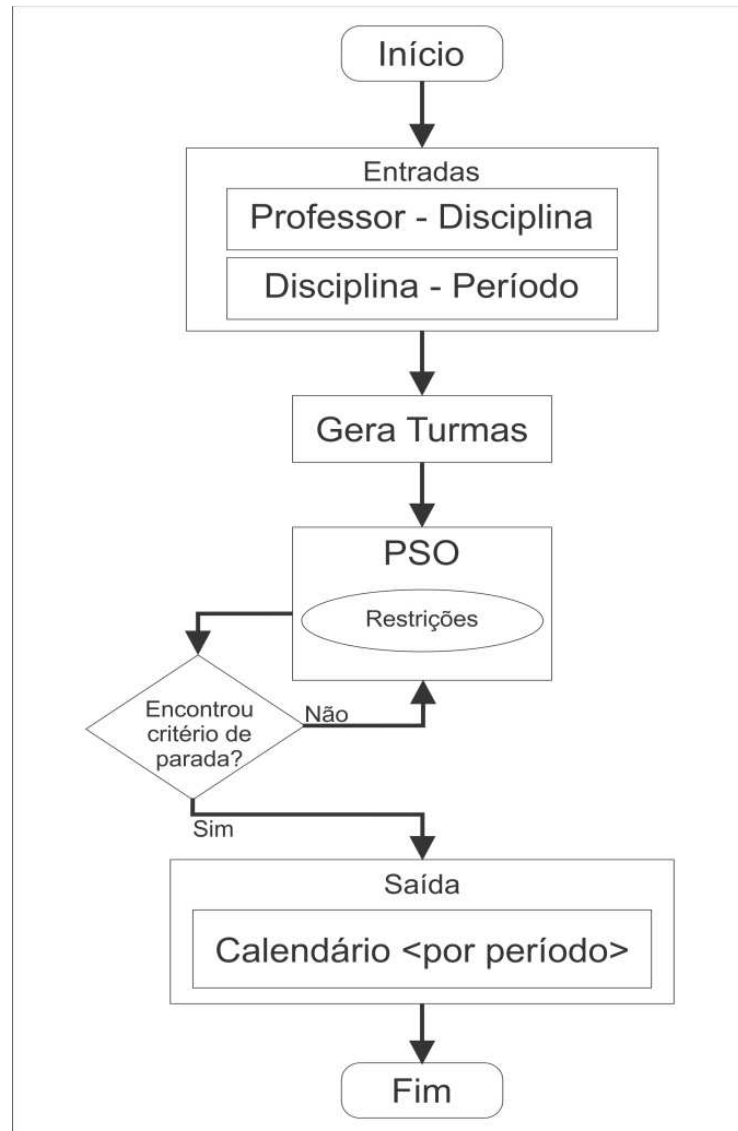 Início
Entradas
Professor - Disciplina
Disciplina - Período
Gera Turmas
PSO
Restrições
Encontrou
critério de
parada?
Não
Sim
Saída
Calendário <por período>
Fim